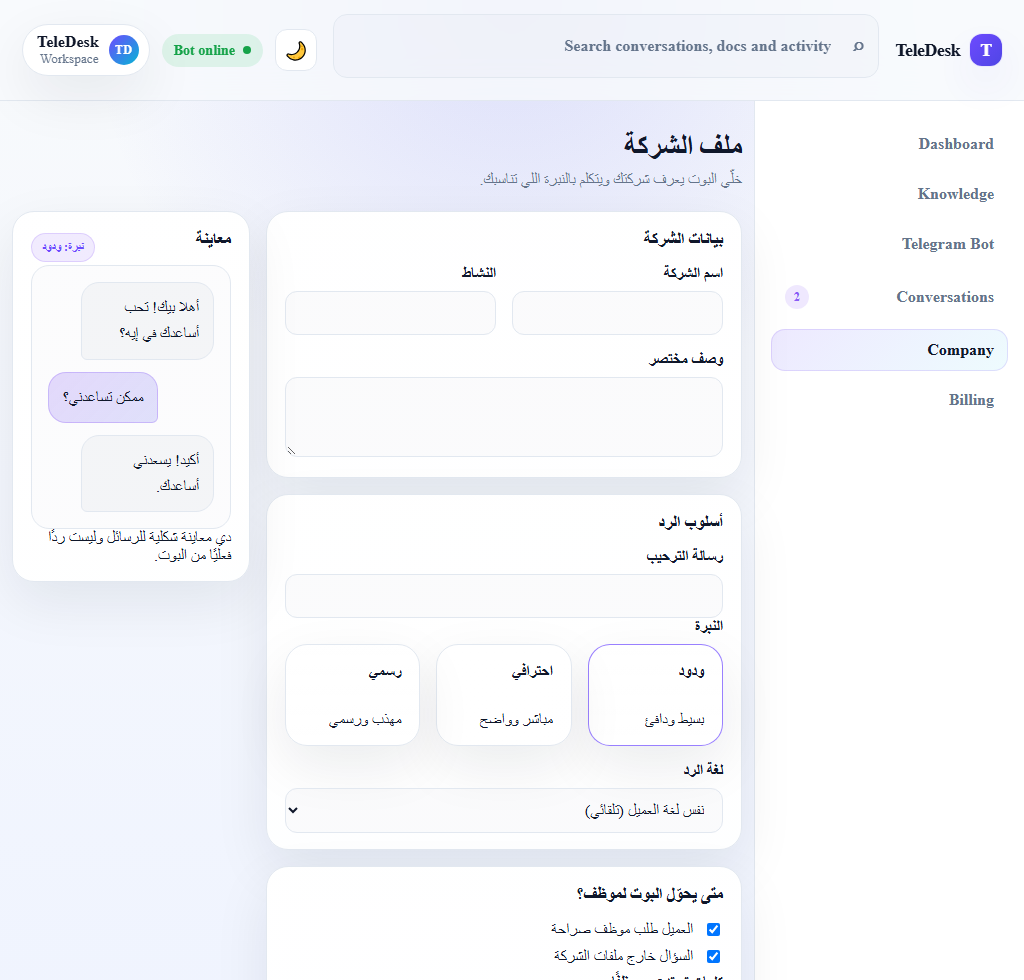 T
TeleDesk
Search conversations, docs and activity
Bot online
TD
TeleDesk
Workspace
Dashboard
Knowledge
Telegram Bot
Conversations
2
Company
Billing
ملف الشركة
خلّي البوت يعرف شركتك ويتكلم بالنبرة اللي تناسبك.
بيانات الشركة
اسم الشركة
النشاط
وصف مختصر
أسلوب الرد
رسالة الترحيب
النبرة
ودود
بسيط ودافئ
احترافي
مباشر وواضح
رسمي
مهذب ورسمي
لغة الرد
نفس لغة العميل (تلقائي)
متى يحوّل البوت لموظف؟
العميل طلب موظف صراحة
السؤال خارج ملفات الشركة
معاينة
نبرة: ودود
أهلا بيك! تحب
أساعدك في إيه؟
ممكن تساعدني؟
أكيد! يسعدني
أساعدك.
دي معاينة شكلية للرسائل وليست ردًا
فعليًا من البوت.